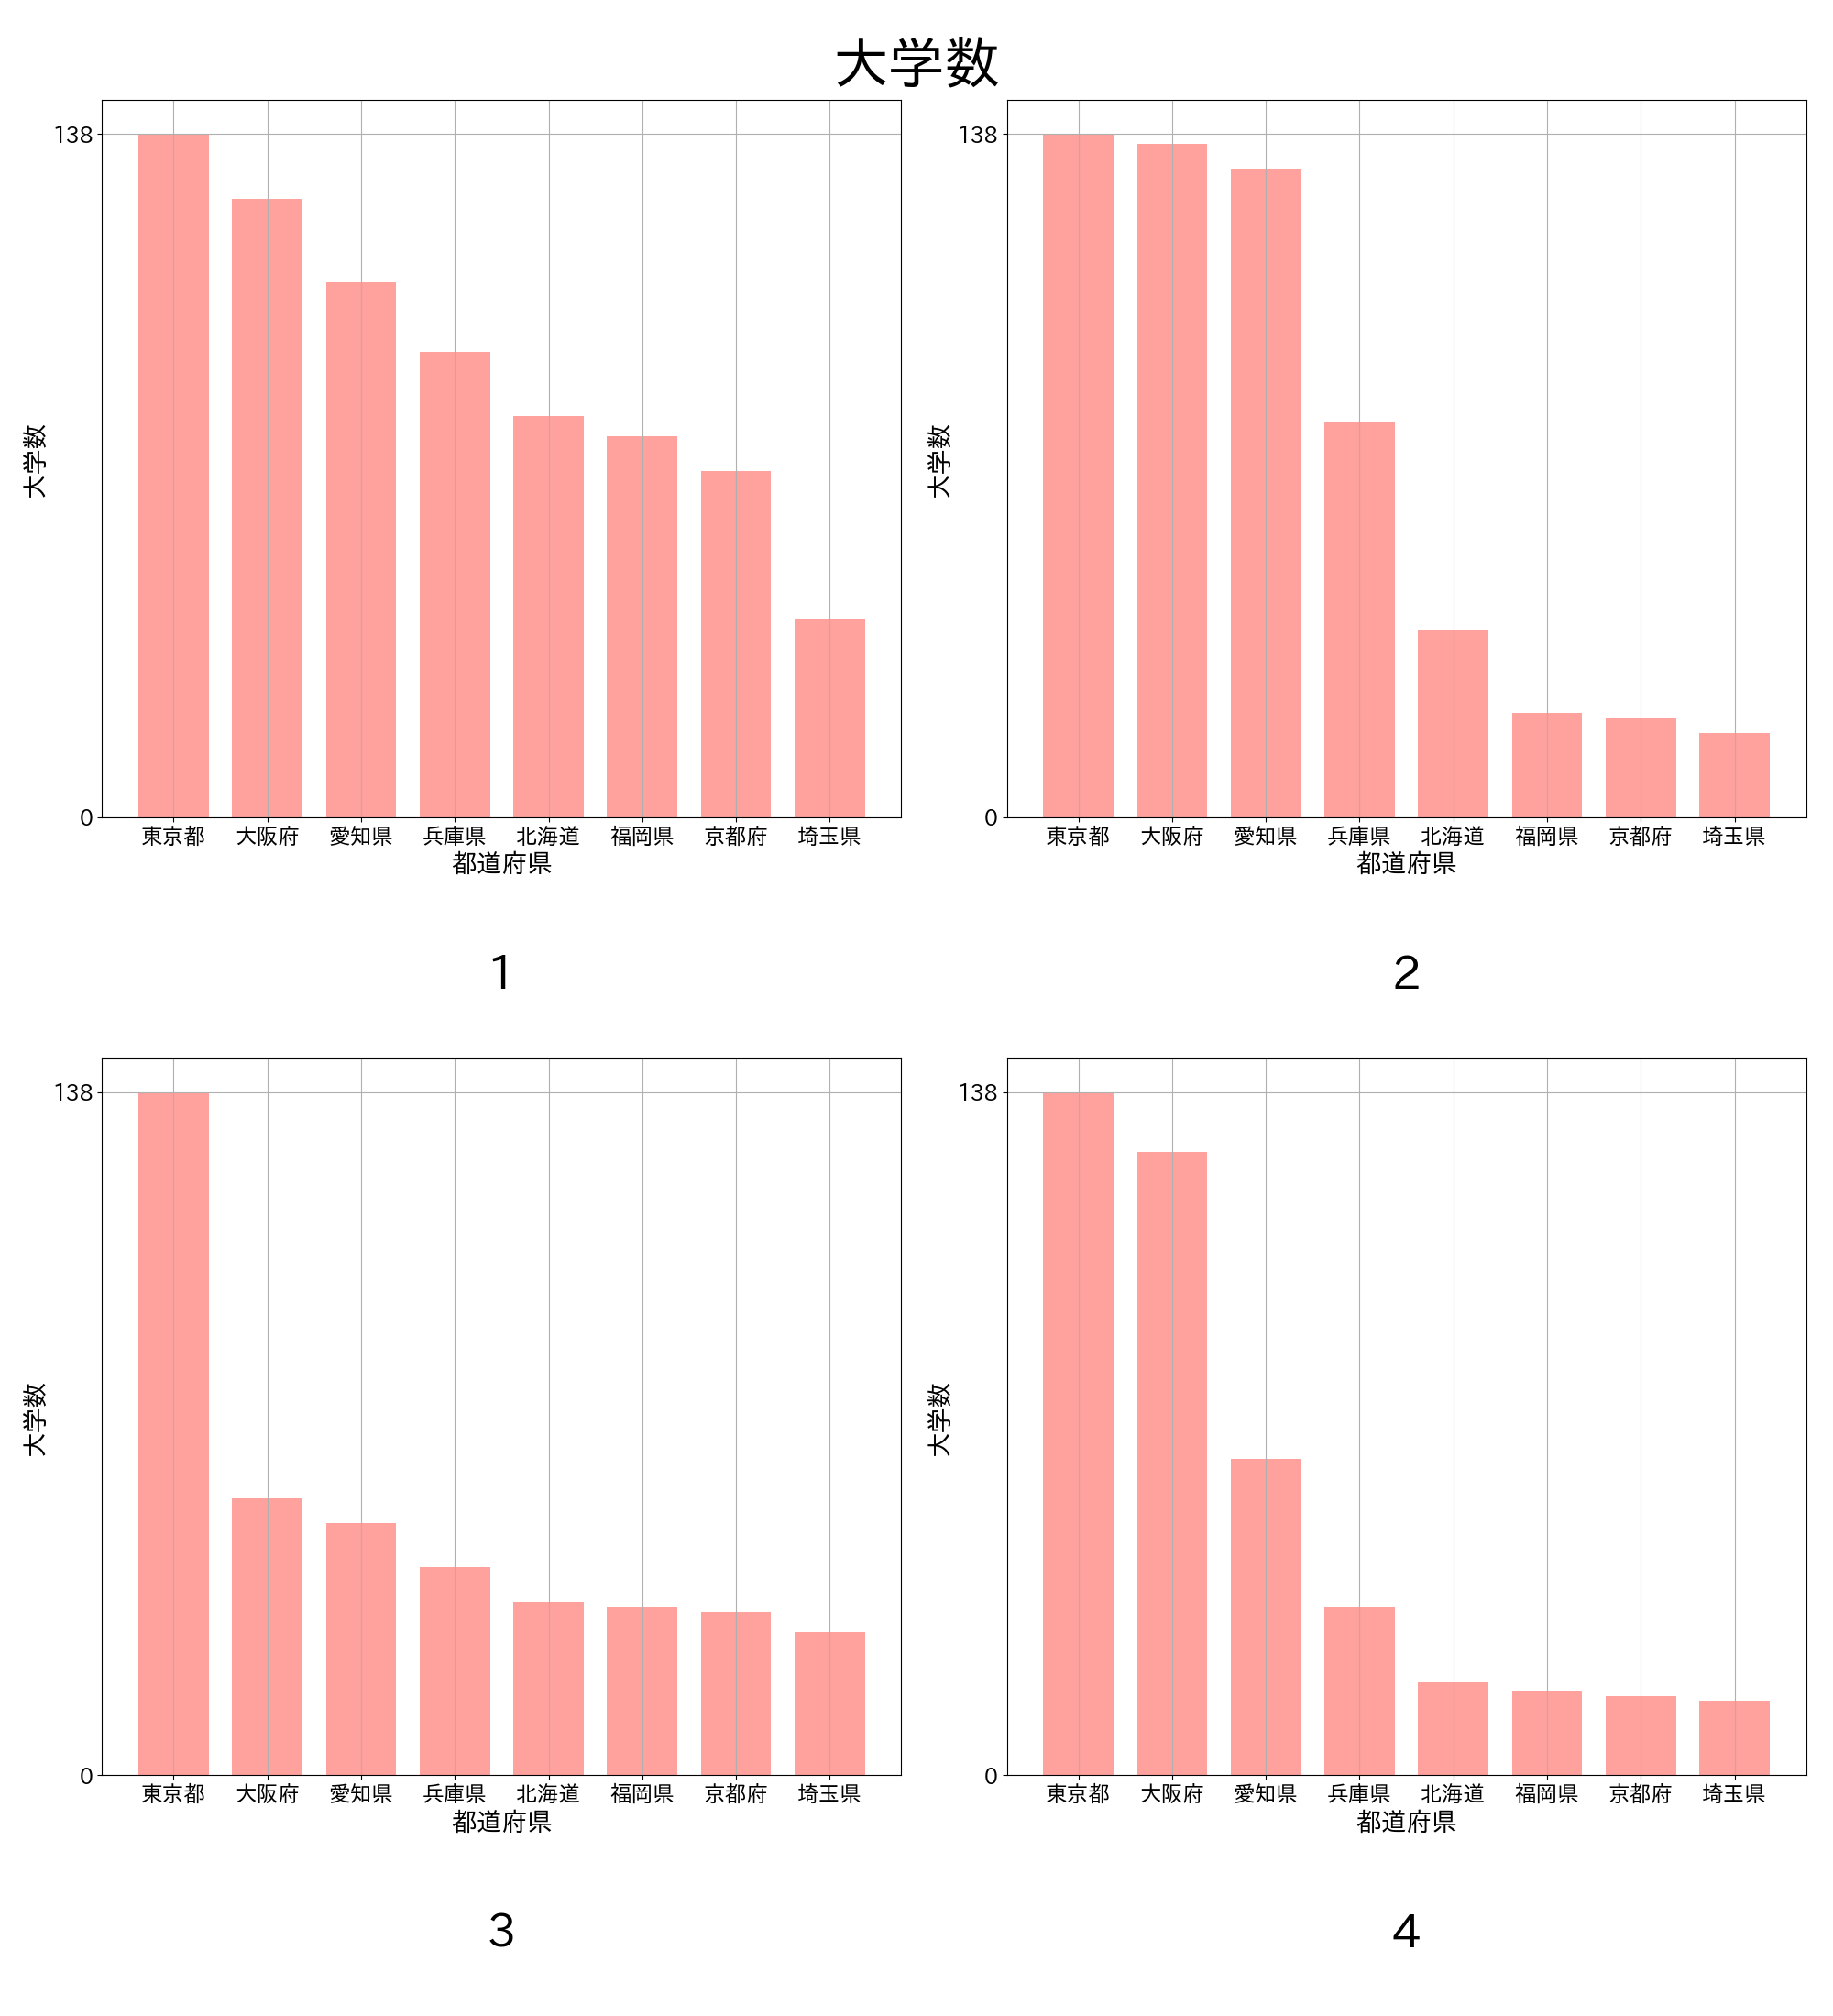 大学数
138
0
大学数
東京都 大阪府 愛知県 兵庫県 北海道 福岡県 京都府 埼玉県
都道府県
1
138
0
大学数
東京都 大阪府 愛知県 兵庫県 北海道 福岡県 京都府 埼玉県
都道府県
2
138
0
大学数
東京都 大阪府 愛知県 兵庫県 北海道 福岡県 京都府 埼玉県
都道府県
3
138
0
大学数
東京都 大阪府 愛知県 兵庫県 北海道 福岡県 京都府 埼玉県
都道府県
4